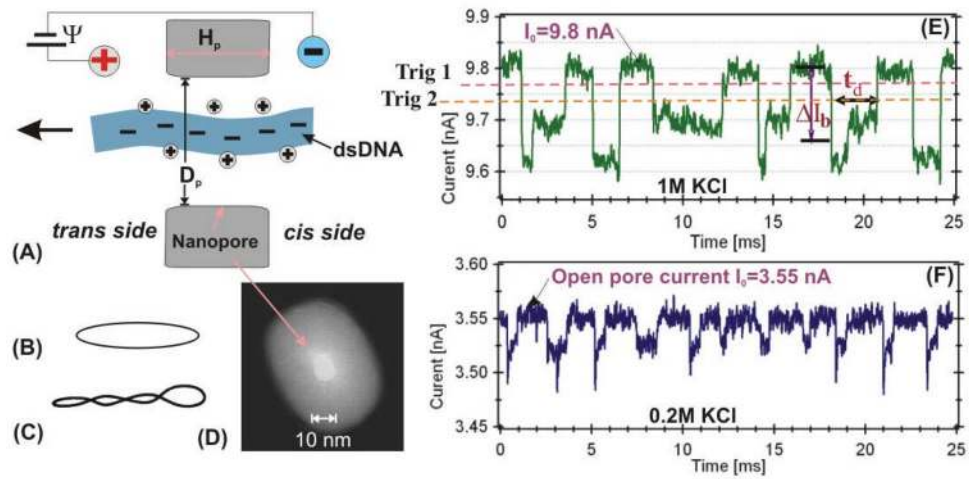 Ψ
+
−
Hₚ
+ + +
− − − − − −
dsDNA
+ + +
Dₚ
trans side
cis side
Nanopore
(A)
(B)
(C)
(D)
10 nm
(E)
I₀=9.8 nA
Trig 1
Trig 2
t_d
ΔI_b
1M KCl
Curent [nA]
9.9
9.8
9.7
9.6
0 5 10 15 20 25
Time [ms]
(F)
Open pore current I₀=3.55 nA
0.2M KCl
Curent [nA]
3.60
3.55
3.50
3.45
0 5 10 15 20 25
Time [ms]